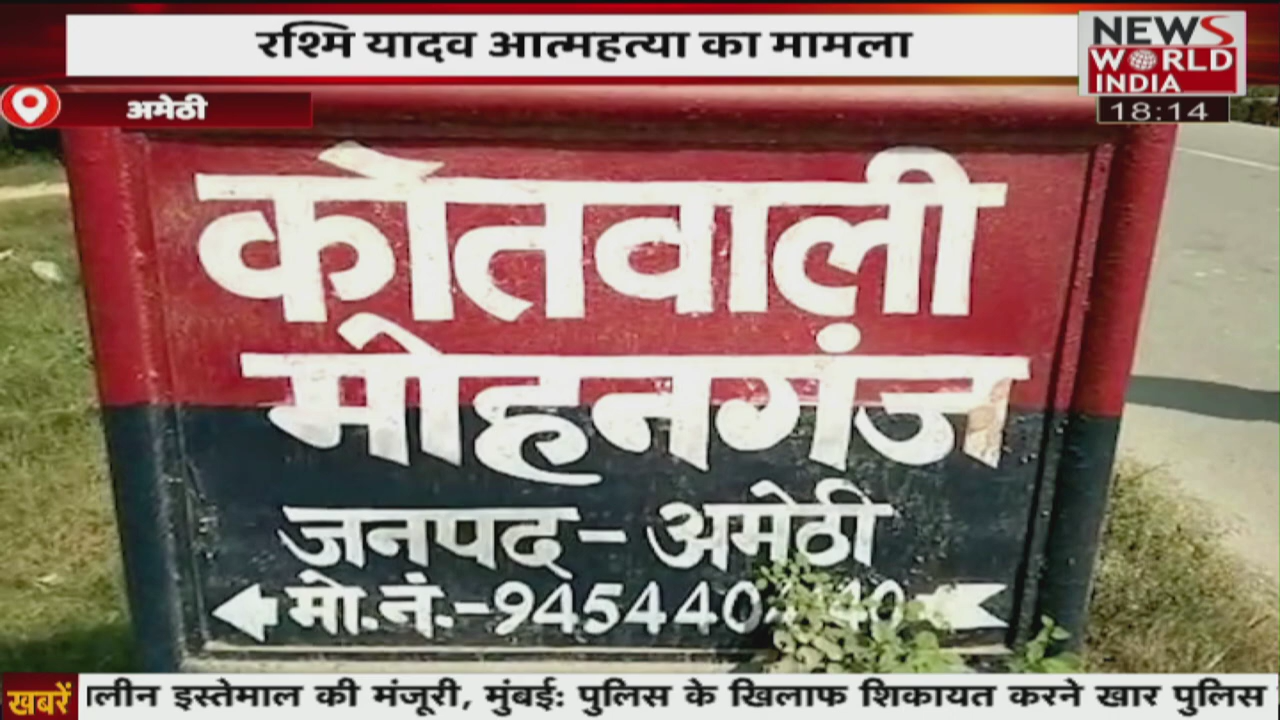 रश्मि यादव आत्महत्या का मामला
NEWS
WORLD
INDIA
18:14
अमेठी
कोतवाली
मोहनगंज
जनपद - अमेठी
मो.नं.-
खबरें
लीन इस्तेमाल की मंजूरी, मुंबई: पुलिस के खिलाफ शिकायत करने खार पुलिस